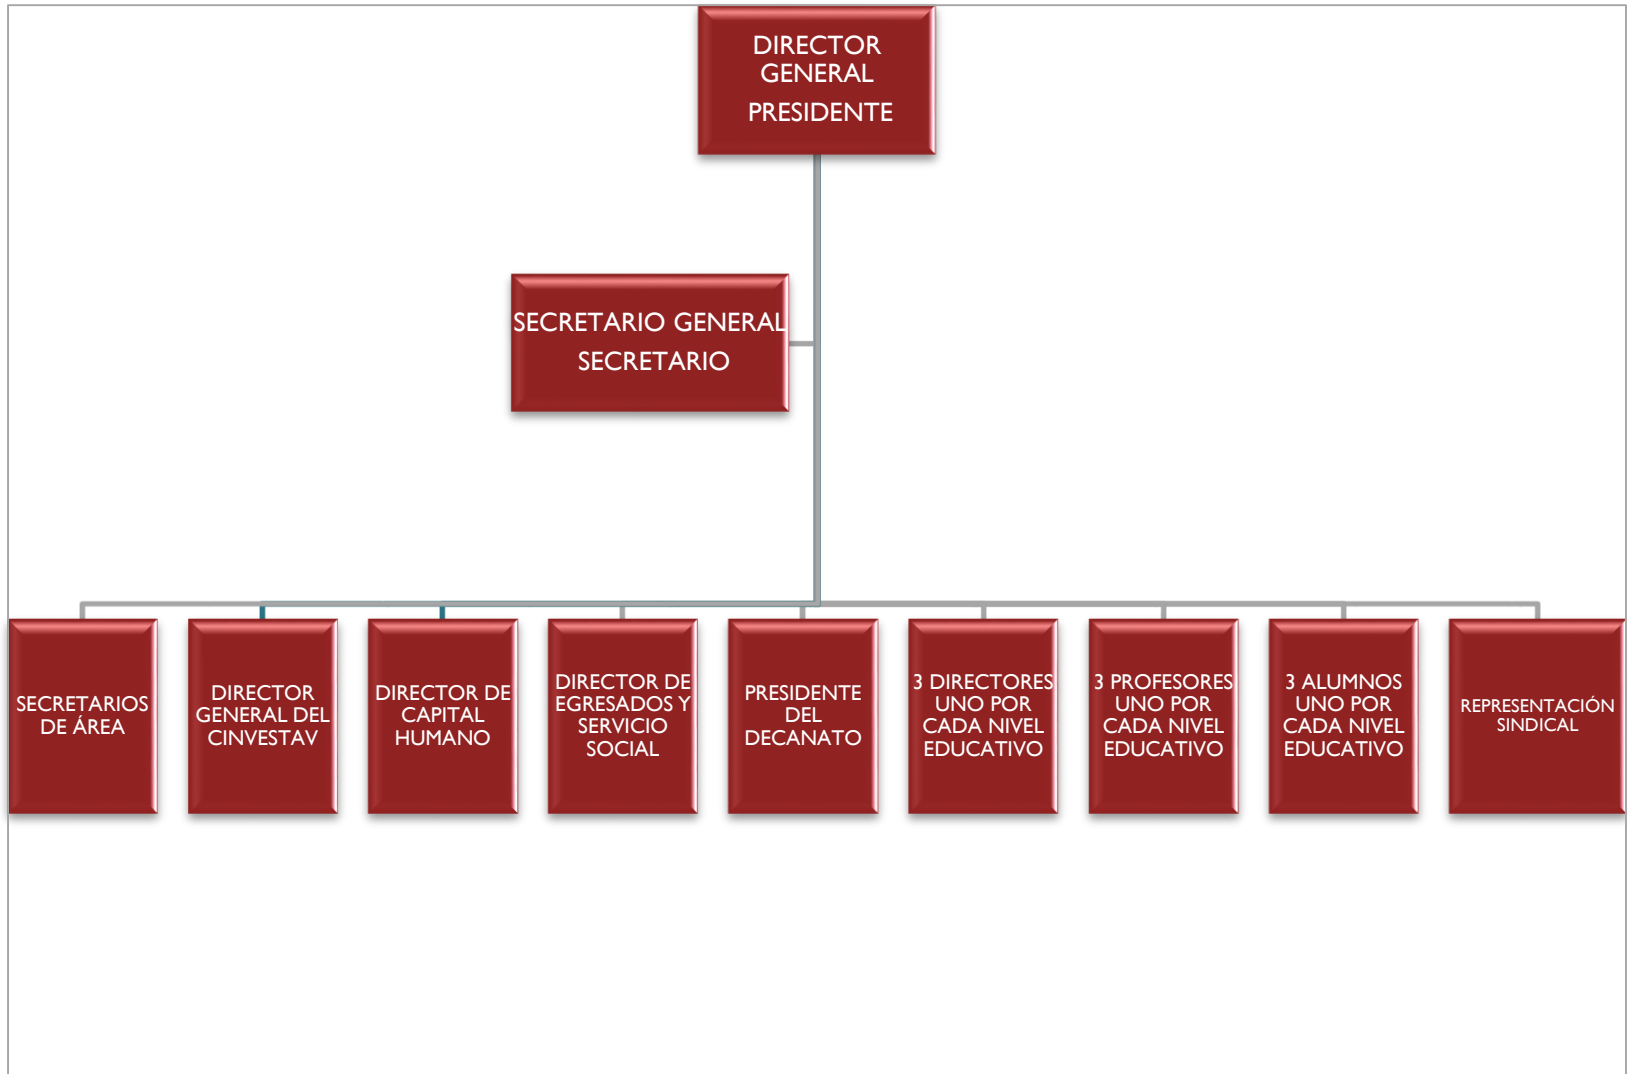 DIRECTOR
GENERAL
PRESIDENTE
SECRETARIO GENERAL
SECRETARIO
SECRETARIOS
DE ÁREA
DIRECTOR
GENERAL DEL
CINVESTAV
DIRECTOR DE
CAPITAL
HUMANO
DIRECTOR DE
EGRESADOS Y
SERVICIO
SOCIAL
PRESIDENTE
DEL
DECANATO
3 DIRECTORES
UNO POR
CADA NIVEL
EDUCATIVO
3 PROFESORES
UNO POR
CADA NIVEL
EDUCATIVO
3 ALUMNOS
UNO POR
CADA NIVEL
EDUCATIVO
REPRESENTACIÓN
SINDICAL